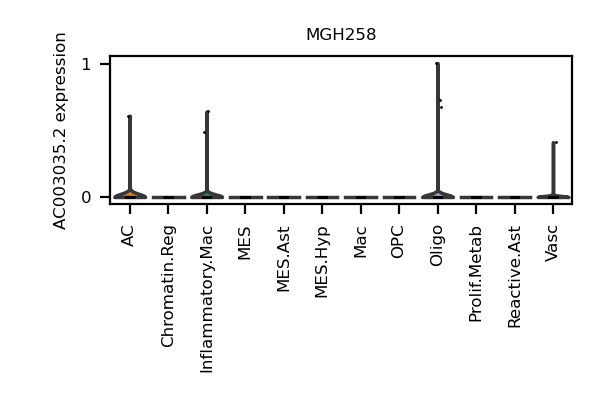 MGH258
AC003035.2 expression
1
0
AC
Chromatin.Reg
Inflammatory.Mac
MES
MES.Ast
MES.Hyp
Mac
OPC
Oligo
Prolif.Metab
Reactive.Ast
Vasc